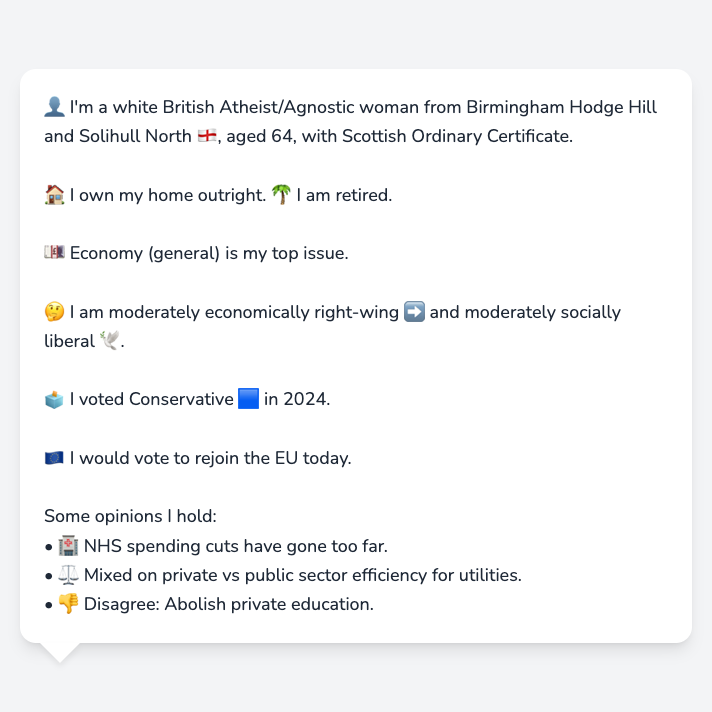 👤 I'm a white British Atheist/Agnostic woman from Birmingham Hodge Hill
and Solihull North 🏴󠁧󠁢󠁥󠁮󠁧󠁿, aged 64, with Scottish Ordinary Certificate.
🏠 I own my home outright. 🌴 I am retired.
💷 Economy (general) is my top issue.
🤔 I am moderately economically right-wing ➡️ and moderately socially
liberal 🕊️.
🗳️ I voted Conservative 🟦 in 2024.
🇪🇺 I would vote to rejoin the EU today.
Some opinions I hold:
• 🏥 NHS spending cuts have gone too far.
• ⚖️ Mixed on private vs public sector efficiency for utilities.
• 👎 Disagree: Abolish private education.